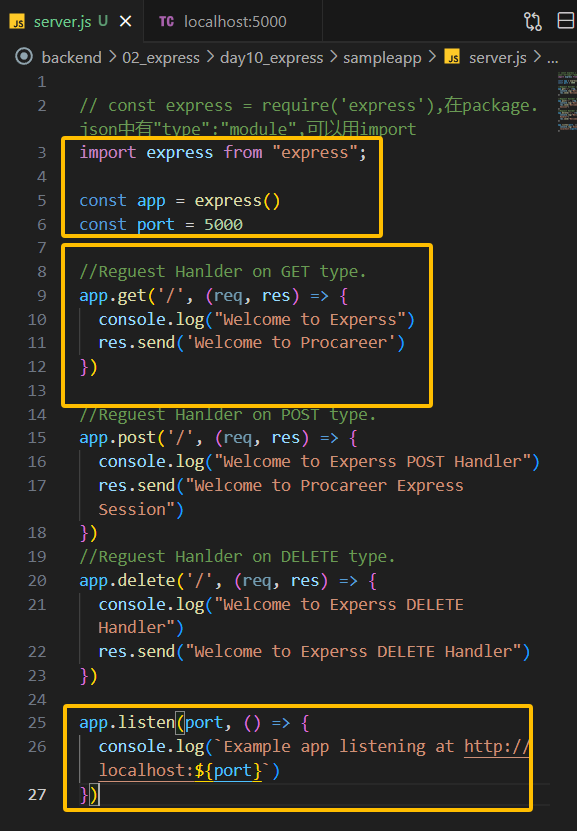 JS server.js U ✕ TC localhost:5000
backend > 02_express > day10_express > sampleapp > JS server.js > ...
1
2 // const express = require('express'),在package.
json中有"type":"module",可以用import
3 import express from "express";
4
5 const app = express()
6 const port = 5000
7
8 //Reguest Hanlder on GET type.
9 app.get('/', (req, res) => {
10 console.log("Welcome to Experss")
11 res.send('Welcome to Procareer')
12 })
13
14 //Reguest Hanlder on POST type.
15 app.post('/', (req, res) => {
16 console.log("Welcome to Experss POST Handler")
17 res.send("Welcome to Procareer Express
Session")
18 })
19 //Reguest Hanlder on DELETE type.
20 app.delete('/', (req, res) => {
21 console.log("Welcome to Experss DELETE
Handler")
22 res.send("Welcome to Experss DELETE Handler")
23 })
24
25 app.listen(port, () => {
26 console.log(`Example app listening at http://
localhost:${port}`)
27 })